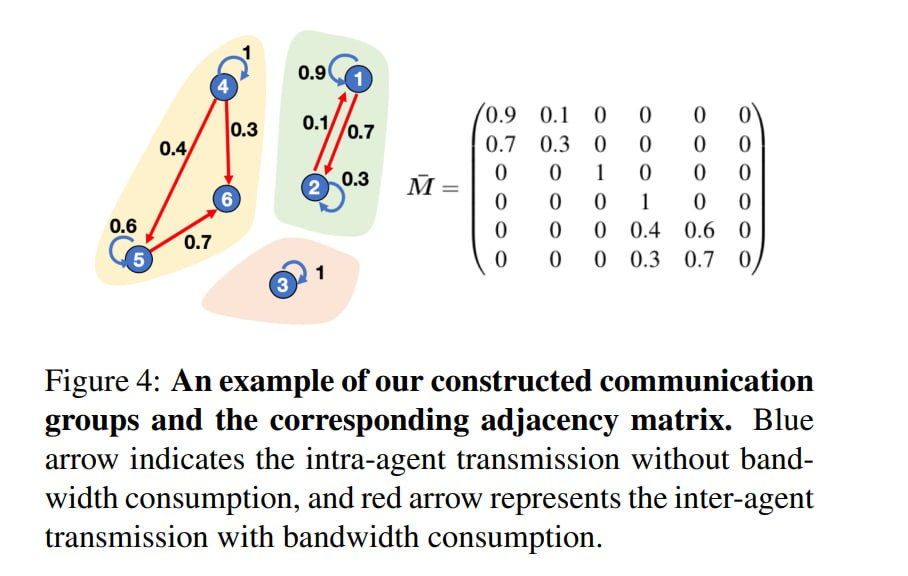 1
4
0.3
0.4
6
0.6
0.7
5
0.9
1
0.1
0.7
2
0.3
3
1
M̄ =
0.9 0.1 0 0 0 0
0.7 0.3 0 0 0 0
0 0 1 0 0 0
0 0 0 1 0 0
0 0 0 0.4 0.6 0
0 0 0 0.3 0.7 0
Figure 4: An example of our constructed communication
groups and the corresponding adjacency matrix. Blue
arrow indicates the intra-agent transmission without band-
width consumption, and red arrow represents the inter-agent
transmission with bandwidth consumption.